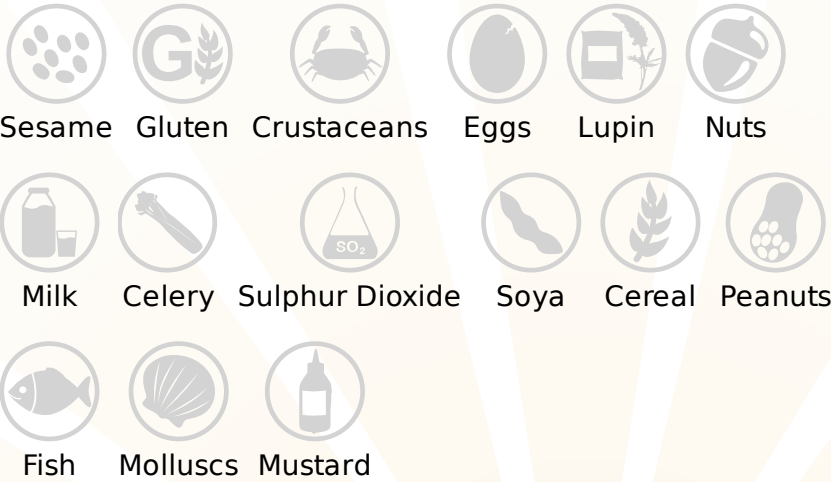 G
Sesame Gluten Crustaceans Eggs Lupin Nuts
SO₂
Milk Celery Sulphur Dioxide Soya Cereal Peanuts
Fish Molluscs Mustard